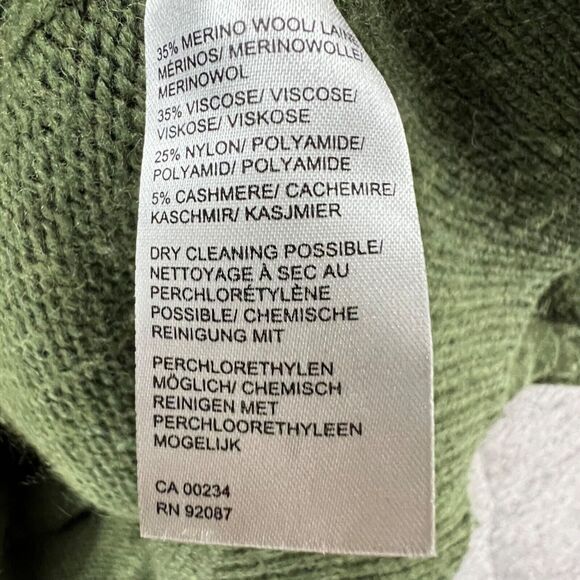 35% MERINO WOOL/ LAINE
MÉRINOS/ MERINOWOLLE/
MERINOWOL
35% VISCOSE/ VISCOSE/
VISKOSE/ VISKOSE
25% NYLON/ POLYAMIDE/
POLYAMID/ POLYAMIDE
5% CASHMERE/ CACHEMIRE/
KASCHMIR/ KASJMIER
DRY CLEANING POSSIBLE/
NETTOYAGE À SEC AU
PERCHLORÉTYLÈNE
POSSIBLE/ CHEMISCHE
REINIGUNG MIT
PERCHLORETHYLEN
MÖGLICH/ CHEMISCH
REINIGEN MET
PERCHLOORETHYLEEN
MOGELIJK
CA 00234
RN 92087